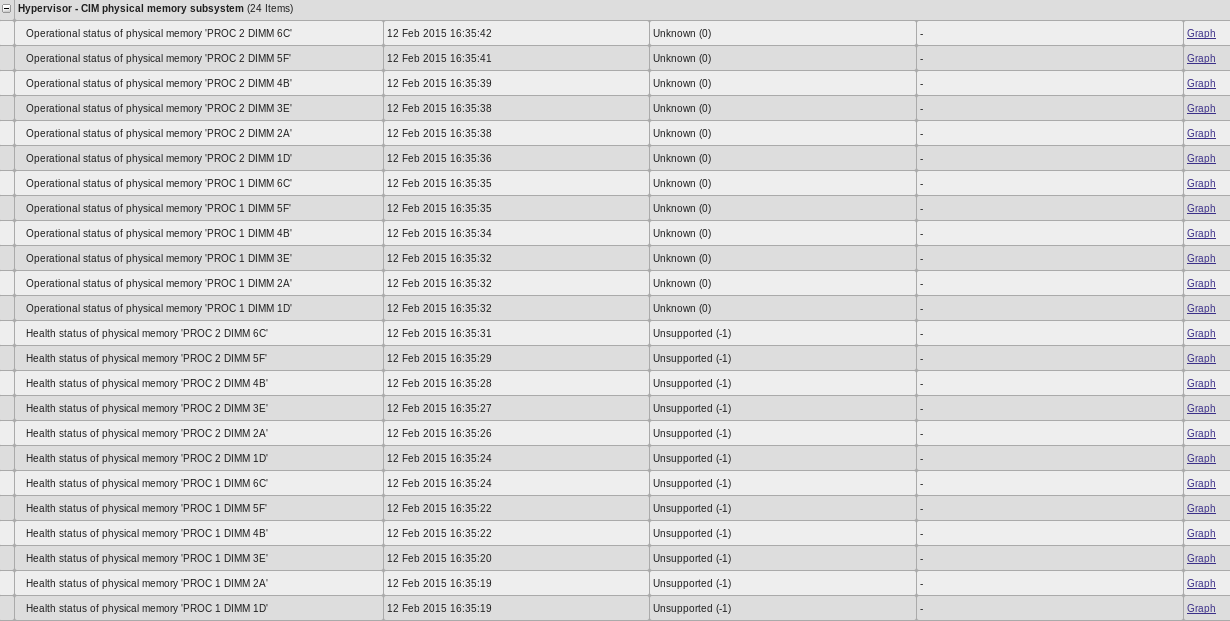 Hypervisor - CIM physical memory subsystem (24 Items)
Operational status of physical memory 'PROC 2 DIMM 6C' 12 Feb 2015 16:35:42 Unknown (0) - Graph
Operational status of physical memory 'PROC 2 DIMM 5F' 12 Feb 2015 16:35:41 Unknown (0) - Graph
Operational status of physical memory 'PROC 2 DIMM 4B' 12 Feb 2015 16:35:39 Unknown (0) - Graph
Operational status of physical memory 'PROC 2 DIMM 3E' 12 Feb 2015 16:35:38 Unknown (0) - Graph
Operational status of physical memory 'PROC 2 DIMM 2A' 12 Feb 2015 16:35:38 Unknown (0) - Graph
Operational status of physical memory 'PROC 2 DIMM 1D' 12 Feb 2015 16:35:36 Unknown (0) - Graph
Operational status of physical memory 'PROC 1 DIMM 6C' 12 Feb 2015 16:35:35 Unknown (0) - Graph
Operational status of physical memory 'PROC 1 DIMM 5F' 12 Feb 2015 16:35:35 Unknown (0) - Graph
Operational status of physical memory 'PROC 1 DIMM 4B' 12 Feb 2015 16:35:34 Unknown (0) - Graph
Operational status of physical memory 'PROC 1 DIMM 3E' 12 Feb 2015 16:35:32 Unknown (0) - Graph
Operational status of physical memory 'PROC 1 DIMM 2A' 12 Feb 2015 16:35:32 Unknown (0) - Graph
Operational status of physical memory 'PROC 1 DIMM 1D' 12 Feb 2015 16:35:32 Unknown (0) - Graph
Health status of physical memory 'PROC 2 DIMM 6C' 12 Feb 2015 16:35:31 Unsupported (-1) - Graph
Health status of physical memory 'PROC 2 DIMM 5F' 12 Feb 2015 16:35:29 Unsupported (-1) - Graph
Health status of physical memory 'PROC 2 DIMM 4B' 12 Feb 2015 16:35:28 Unsupported (-1) - Graph
Health status of physical memory 'PROC 2 DIMM 3E' 12 Feb 2015 16:35:27 Unsupported (-1) - Graph
Health status of physical memory 'PROC 2 DIMM 2A' 12 Feb 2015 16:35:26 Unsupported (-1) - Graph
Health status of physical memory 'PROC 2 DIMM 1D' 12 Feb 2015 16:35:24 Unsupported (-1) - Graph
Health status of physical memory 'PROC 1 DIMM 6C' 12 Feb 2015 16:35:24 Unsupported (-1) - Graph
Health status of physical memory 'PROC 1 DIMM 5F' 12 Feb 2015 16:35:22 Unsupported (-1) - Graph
Health status of physical memory 'PROC 1 DIMM 4B' 12 Feb 2015 16:35:22 Unsupported (-1) - Graph
Health status of physical memory 'PROC 1 DIMM 3E' 12 Feb 2015 16:35:20 Unsupported (-1) - Graph
Health status of physical memory 'PROC 1 DIMM 2A' 12 Feb 2015 16:35:19 Unsupported (-1) - Graph
Health status of physical memory 'PROC 1 DIMM 1D' 12 Feb 2015 16:35:19 Unsupported (-1) - Graph